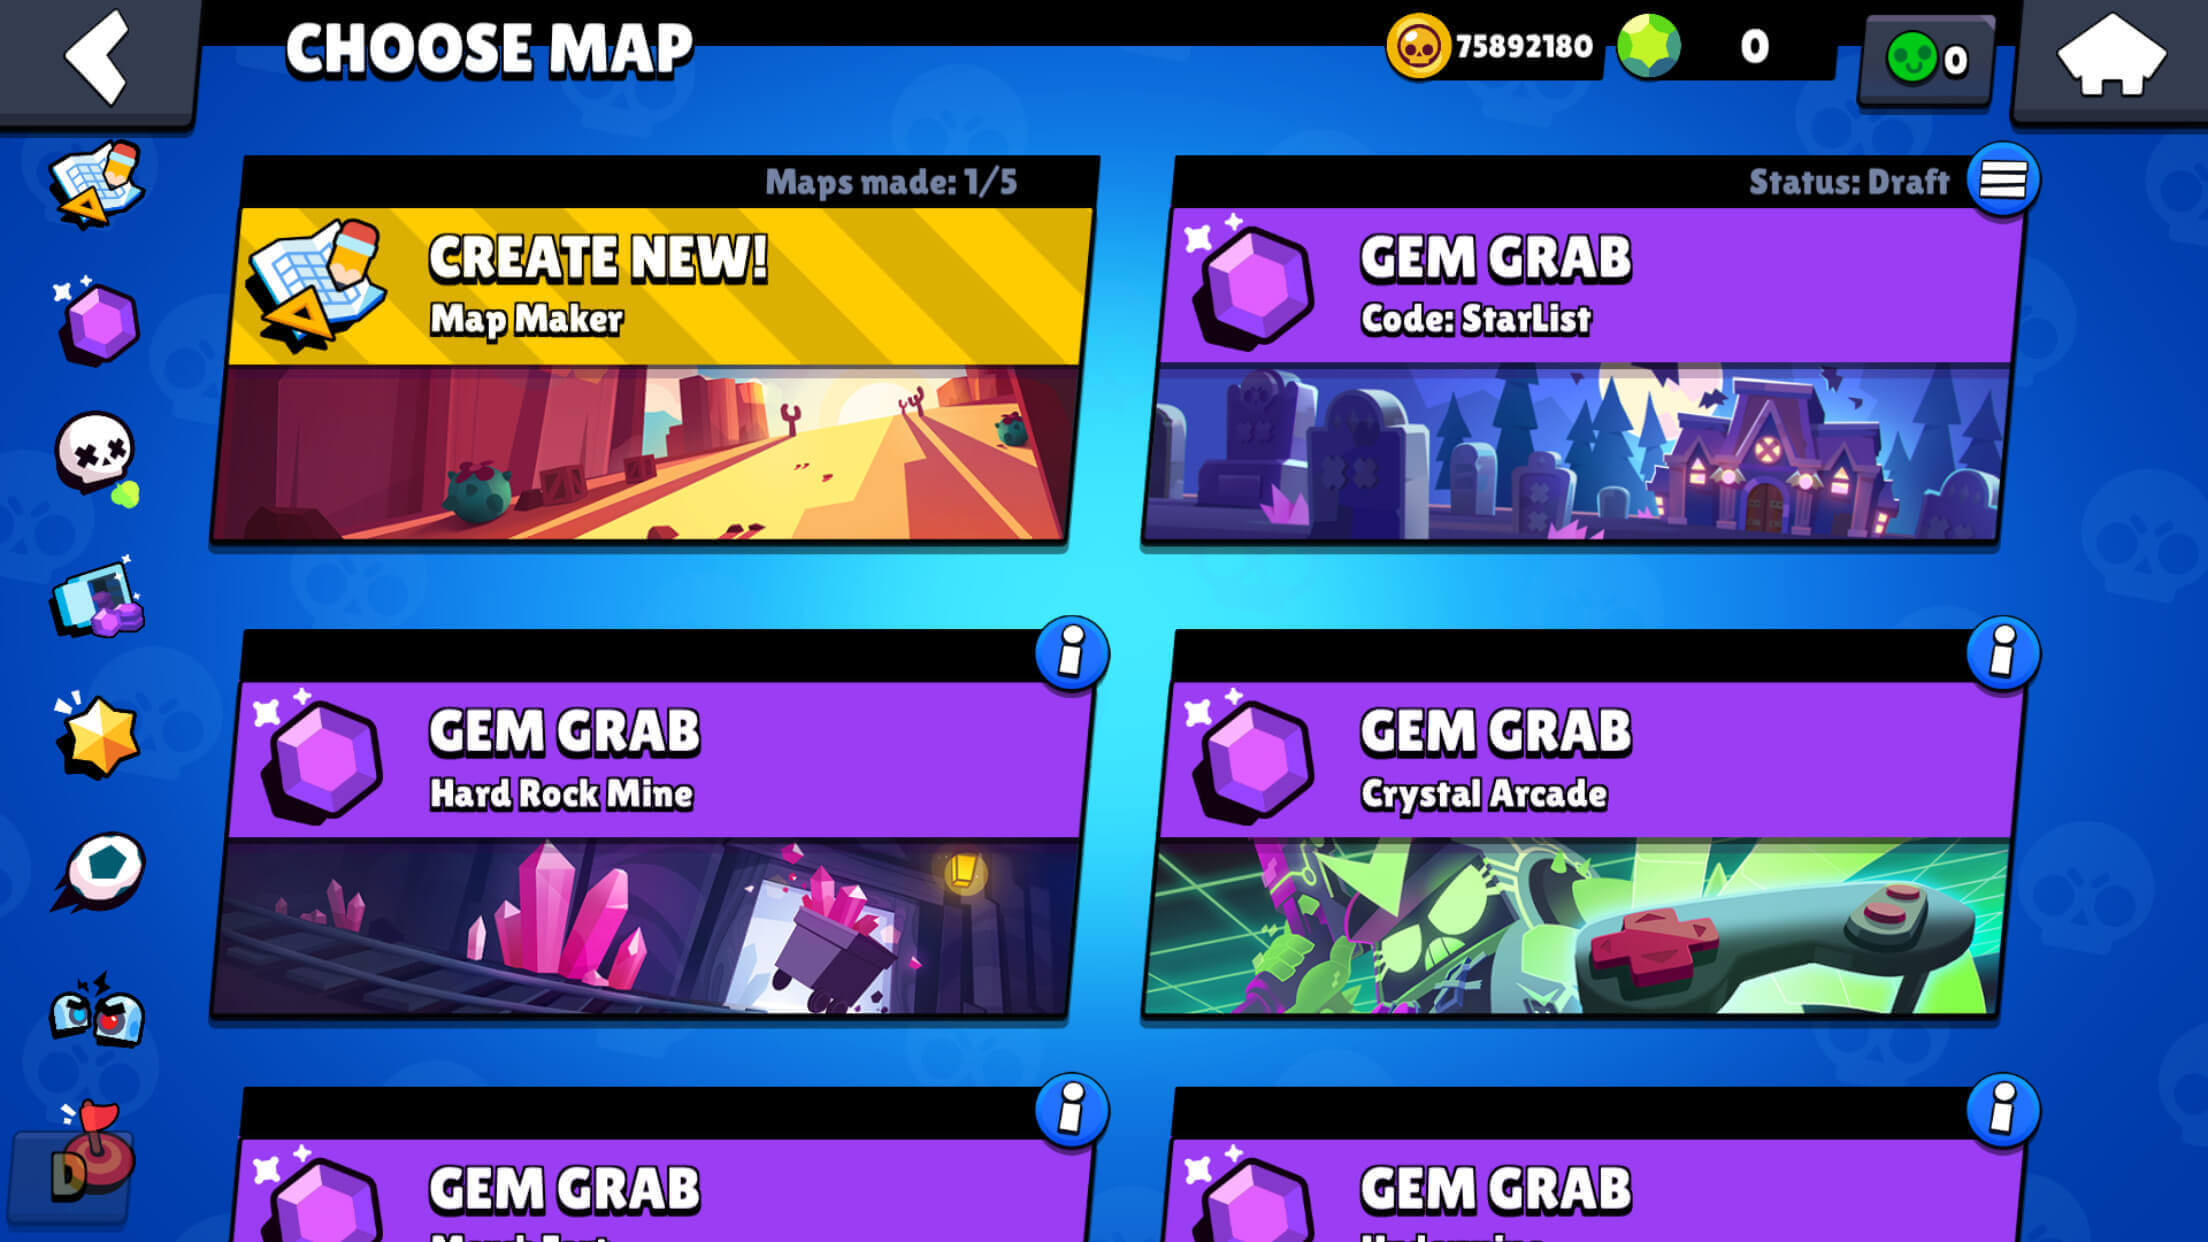 CHOOSE MAP
75892180
0
0
Maps made: 1/5
CREATE NEW!
Map Maker
Status: Draft
GEM GRAB
Code: StarList
GEM GRAB
Hard Rock Mine
GEM GRAB
Crystal Arcade
D
GEM GRAB
GEM GRAB